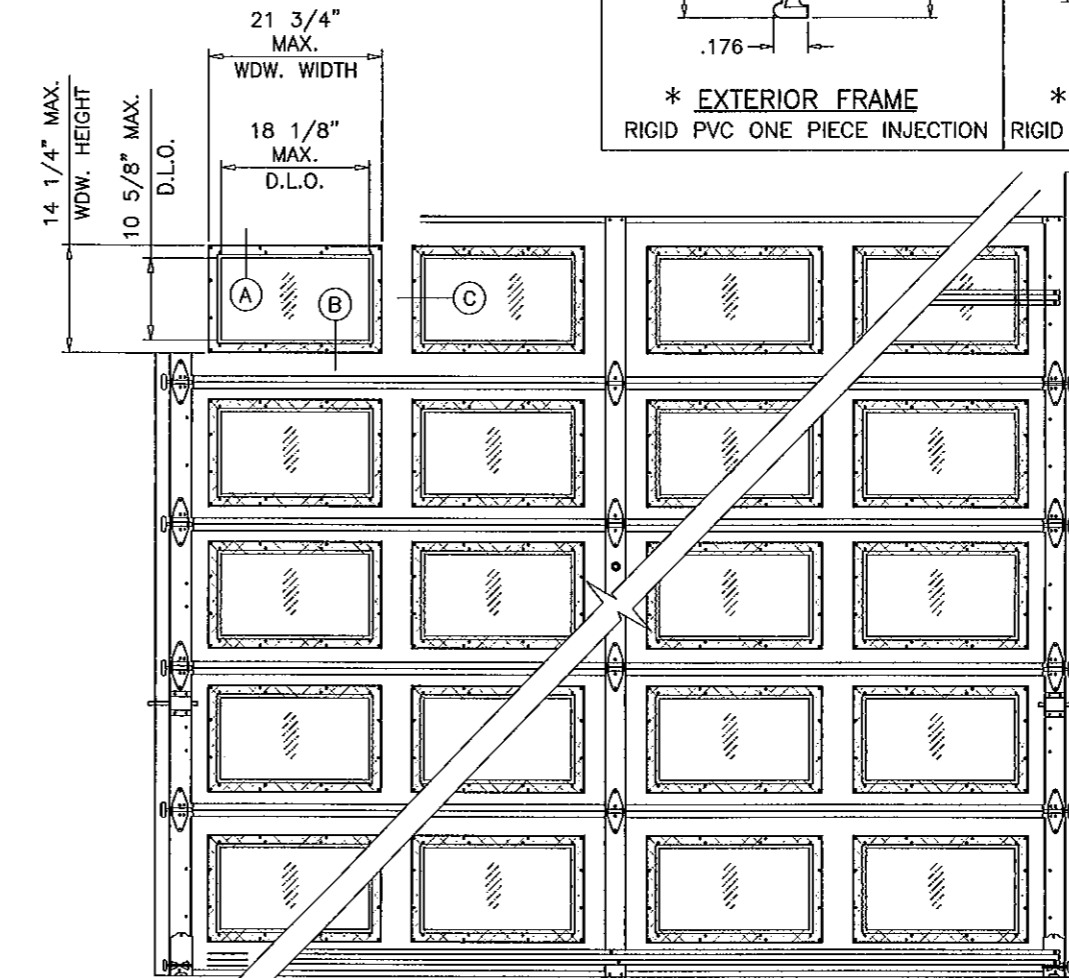 21 3/4"
MAX.
WDW. WIDTH
18 1/8"
MAX.
D.L.O.
14 1/4" MAX.
WDW. HEIGHT
10 5/8" MAX.
D.L.O.
.176
* EXTERIOR FRAME
RIGID PVC ONE PIECE INJECTION
*
RIGID
A
B
C